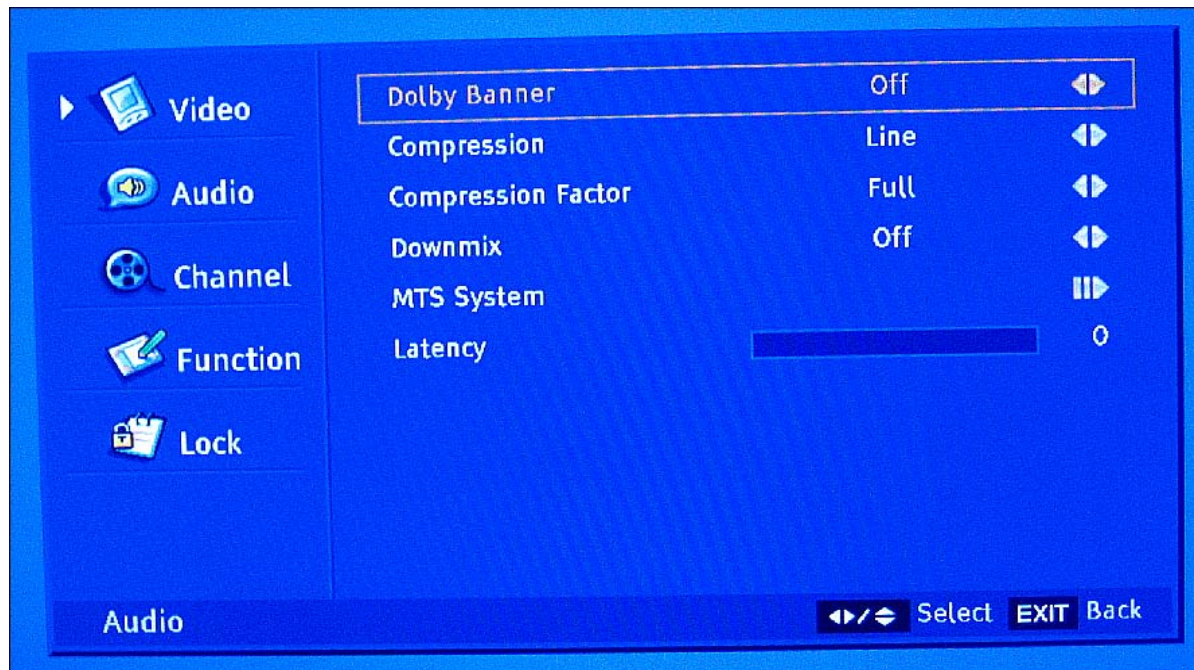 Video
Audio
Channel
Function
Lock
Dolby Banner Off
Compression Line
Compression Factor Full
Downmix Off
MTS System
Latency 0
Audio
Select EXIT Back